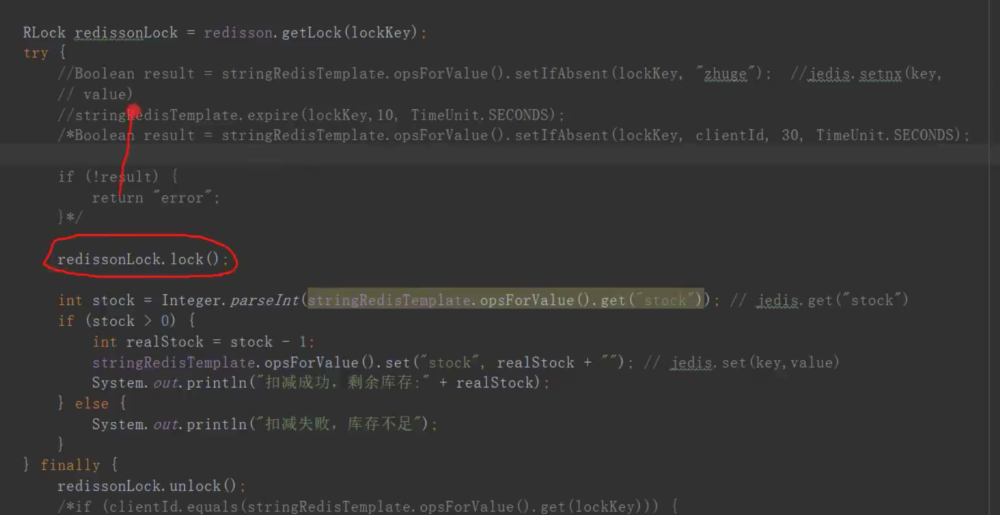 RLock redissonLock = redisson.getLock(lockKey);
try {
//Boolean result = stringRedisTemplate.opsForValue().setIfAbsent(lockKey, "zhuge"); //jedis.setnx(key,
// value)
//stringRedisTemplate.expire(lockKey,10, TimeUnit.SECONDS);
/*Boolean result = stringRedisTemplate.opsForValue().setIfAbsent(lockKey, clientId, 30, TimeUnit.SECONDS);
if (!result) {
return "error";
}*/
redissonLock.lock();
int stock = Integer.parseInt(stringRedisTemplate.opsForValue().get("stock")); // jedis.get("stock")
if (stock > 0) {
int realStock = stock - 1;
stringRedisTemplate.opsForValue().set("stock", realStock + ""); // jedis.set(key,value)
System.out.println("扣减成功，剩余库存:" + realStock);
} else {
System.out.println("扣减失败，库存不足");
}
} finally {
redissonLock.unlock();
/*if (clientId.equals(stringRedisTemplate.opsForValue().get(lockKey))) {